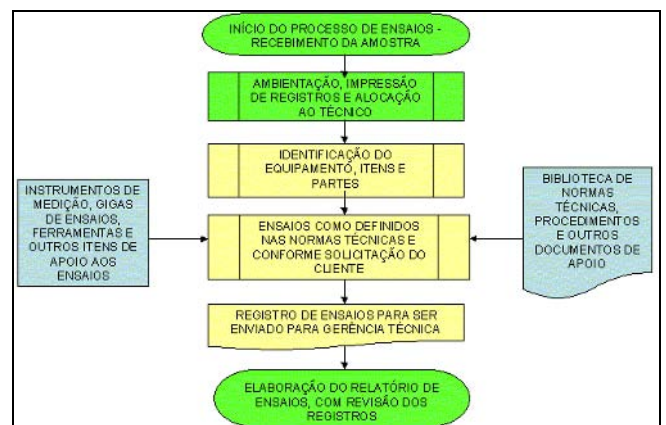 INÍCIO DO PROCESSO DE ENSAIOS -
RECEBIMENTO DA AMOSTRA
AMBIENTAÇÃO, IMPRESSÃO
DE REGISTROS E ALOCAÇÃO
AO TÉCNICO
IDENTIFICAÇÃO DO
EQUIPAMENTO, ITENS E
PARTES
INSTRUMENTOS DE
MEDIÇÃO, GIGAS
DE ENSAIOS,
FERRAMENTAS E
OUTROS ITENS DE
APOIO AOS
ENSAIOS
ENSAIOS COMO DEFINIDOS
NAS NORMAS TÉCNICAS E
CONFORME SOLICITAÇÃO DO
CLIENTE
BIBLIOTECA DE
NORMAS
TÉCNICAS,
PROCEDIMENTOS
E OUTROS
DOCUMENTOS DE
APOIO
REGISTRO DE ENSAIOS PARA SER
ENVIADO PARA GERÊNCIA TÉCNICA
ELABORAÇÃO DO RELATÓRIO DE
ENSAIOS, COM REVISÃO DOS
REGISTROS